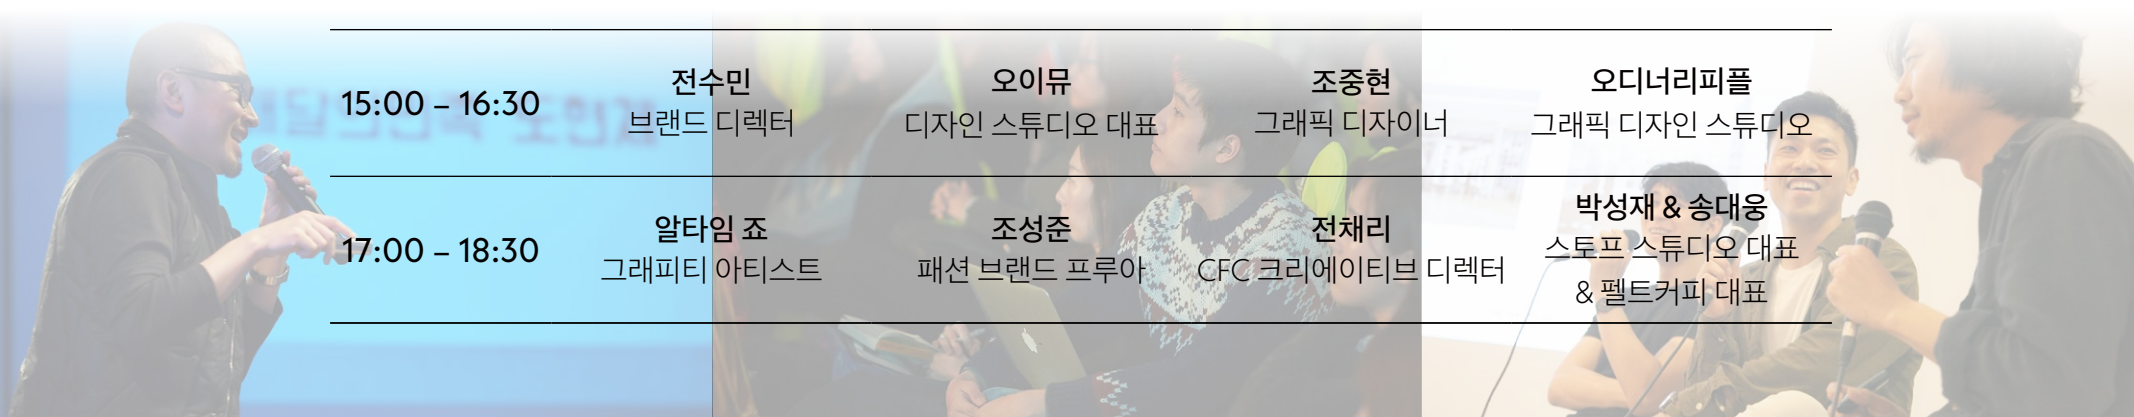 15:00 – 16:30
전수민
브랜드 디렉터
오이뮤
디자인 스튜디오 대표
조중현
그래픽 디자이너
오디너리피플
그래픽 디자인 스튜디오
17:00 – 18:30
알타임 죠
그래피티 아티스트
조성준
패션 브랜드 프루아
전채리
CFC 크리에이티브 디렉터
박성재 & 송대웅
스토프 스튜디오 대표
& 펠트커피 대표